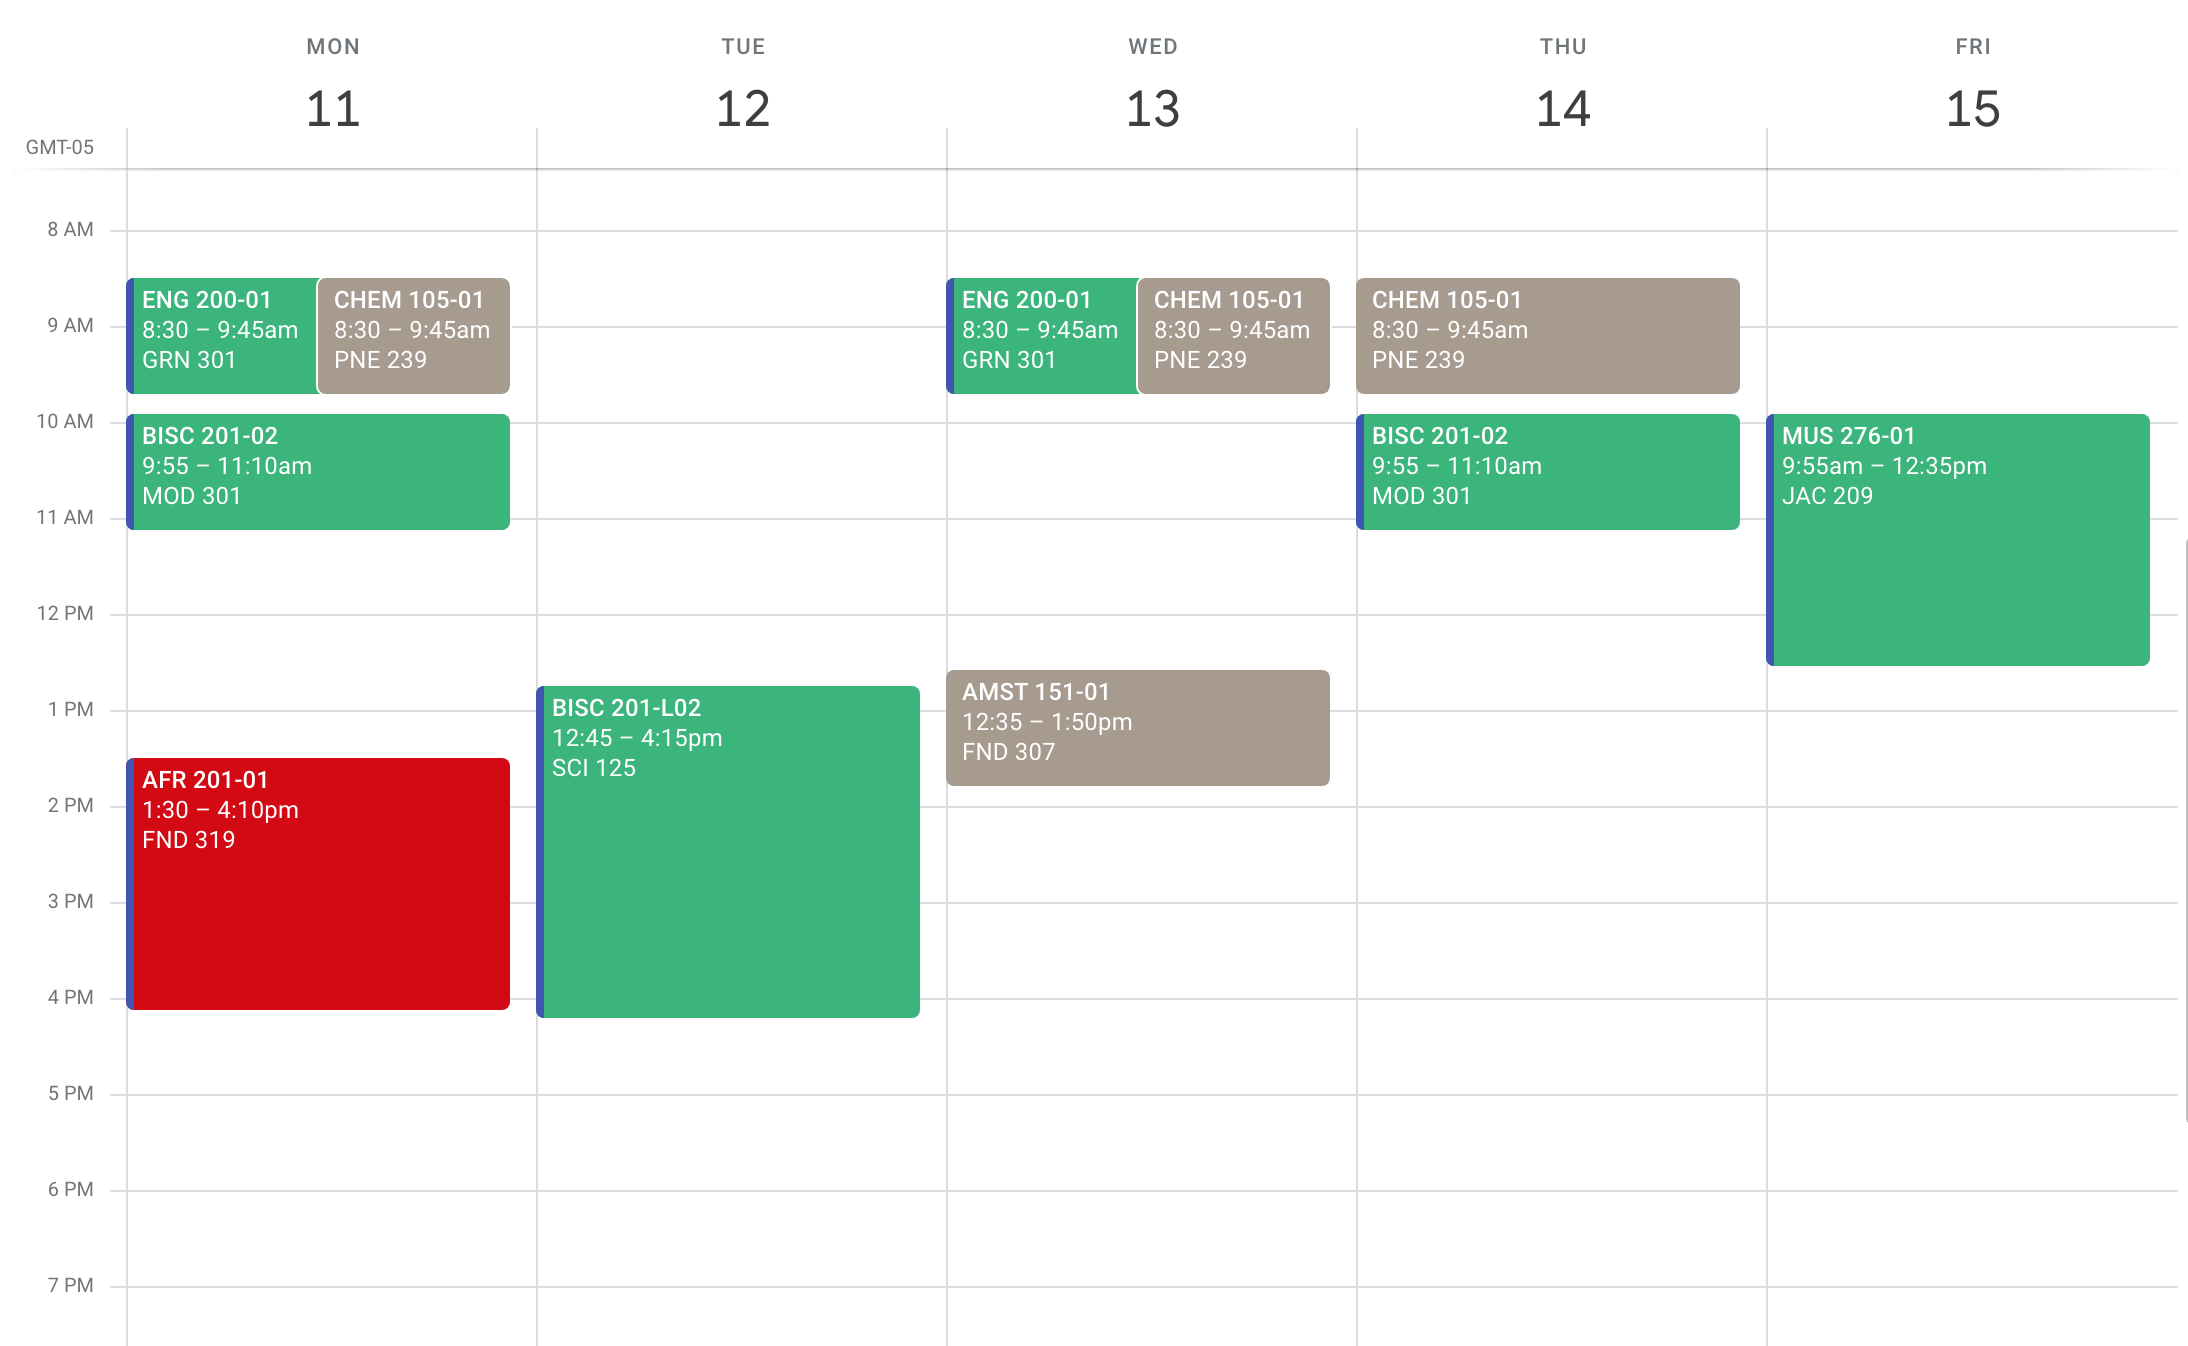 MON
TUE
WED
THU
FRI
11
12
13
14
15
GMT-05
8 AM
9 AM
10 AM
11 AM
12 PM
1 PM
2 PM
3 PM
4 PM
5 PM
6 PM
7 PM
ENG 200-01
8:30 – 9:45am
GRN 301
CHEM 105-01
8:30 – 9:45am
PNE 239
BISC 201-02
9:55 – 11:10am
MOD 301
AFR 201-01
1:30 – 4:10pm
FND 319
BISC 201-L02
12:45 – 4:15pm
SCI 125
ENG 200-01
8:30 – 9:45am
GRN 301
CHEM 105-01
8:30 – 9:45am
PNE 239
AMST 151-01
12:35 – 1:50pm
FND 307
CHEM 105-01
8:30 – 9:45am
PNE 239
BISC 201-02
9:55 – 11:10am
MOD 301
MUS 276-01
9:55am – 12:35pm
JAC 209